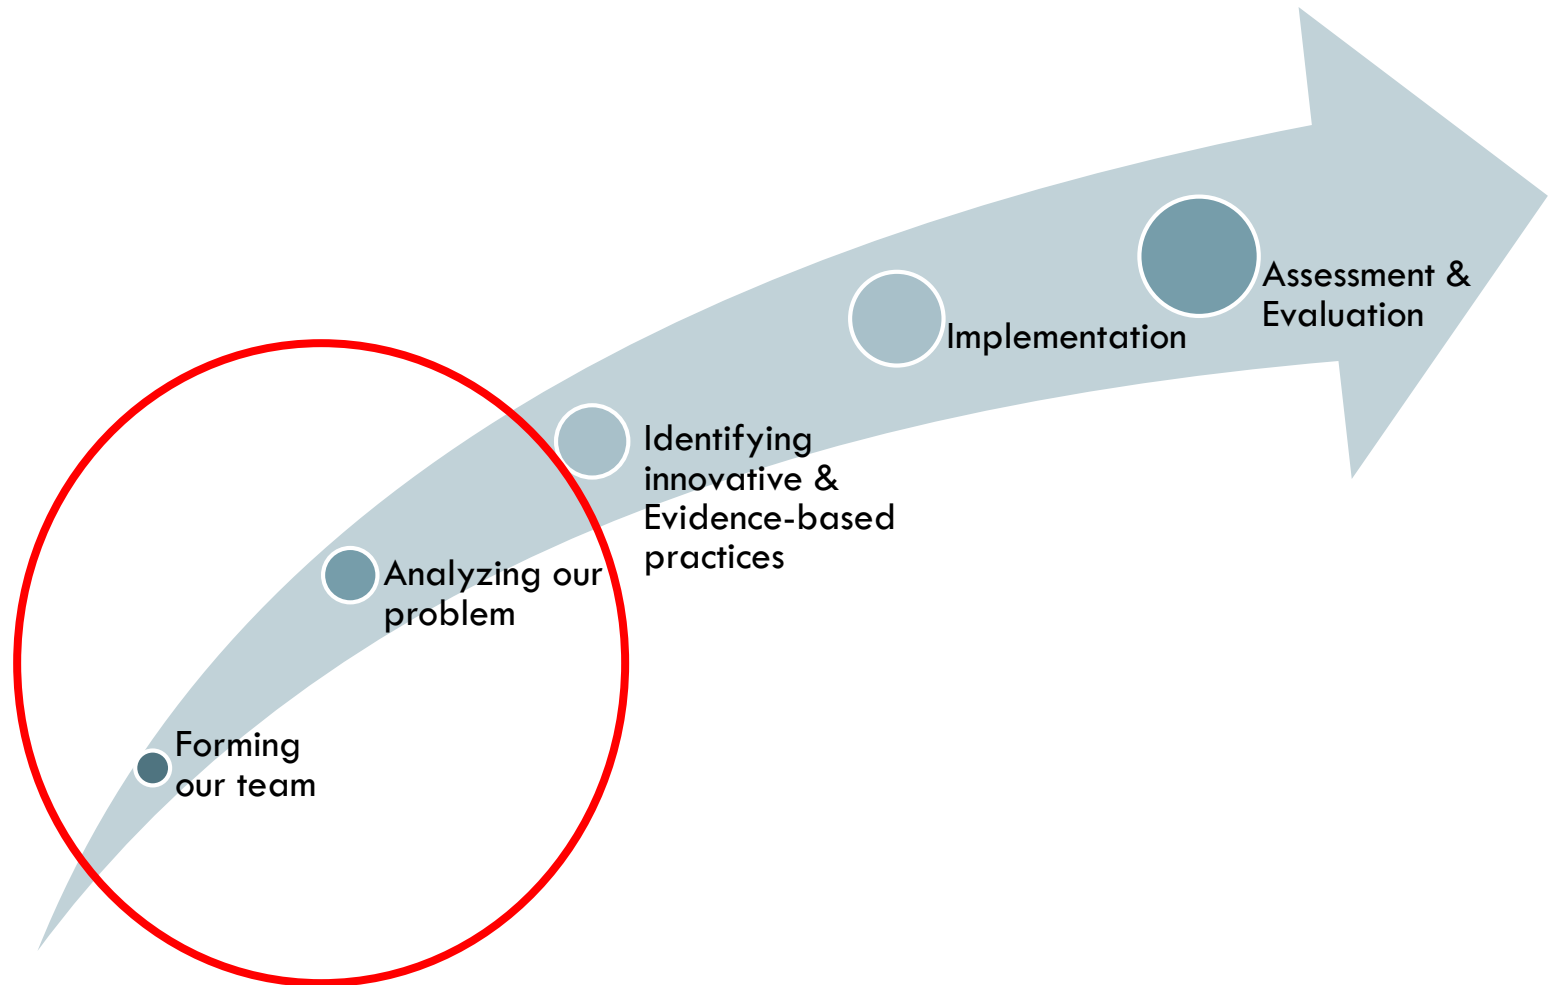 Forming
our team
Analyzing our
problem
Identifying
innovative &
Evidence-based
practices
Implementation
Assessment &
Evaluation